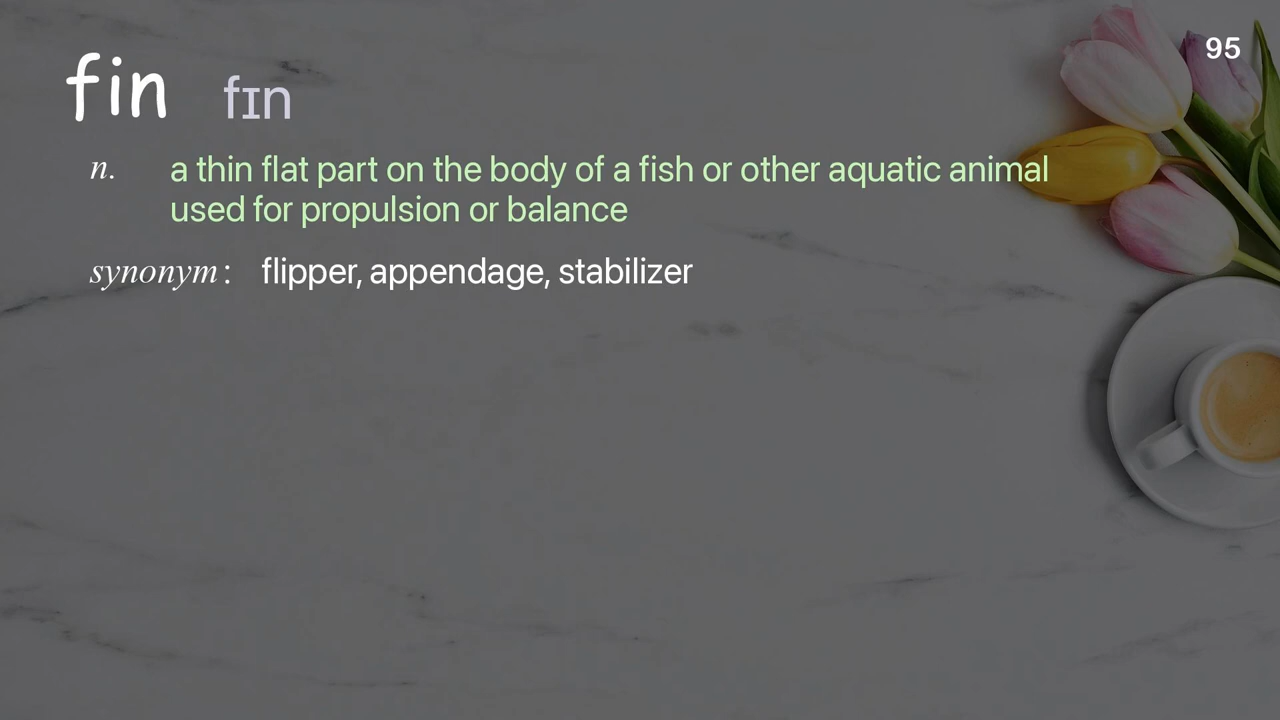 95
fin fɪn
n. a thin flat part on the body of a fish or other aquatic animal
used for propulsion or balance
synonym : flipper, appendage, stabilizer